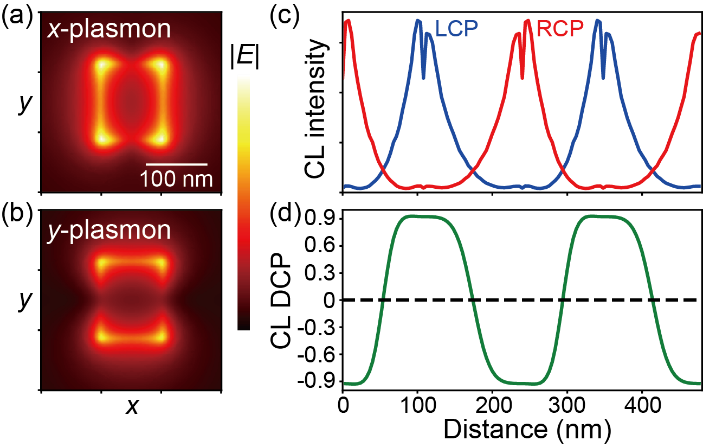 (a)
x-plasmon
y
100 nm
|E|
(b)
y-plasmon
y
x
(c)
LCP
RCP
CL intensity
(d)
0.9
0.6
0.3
0
-0.3
-0.6
-0.9
CL DCP
0 100 200 300 400
Distance (nm)